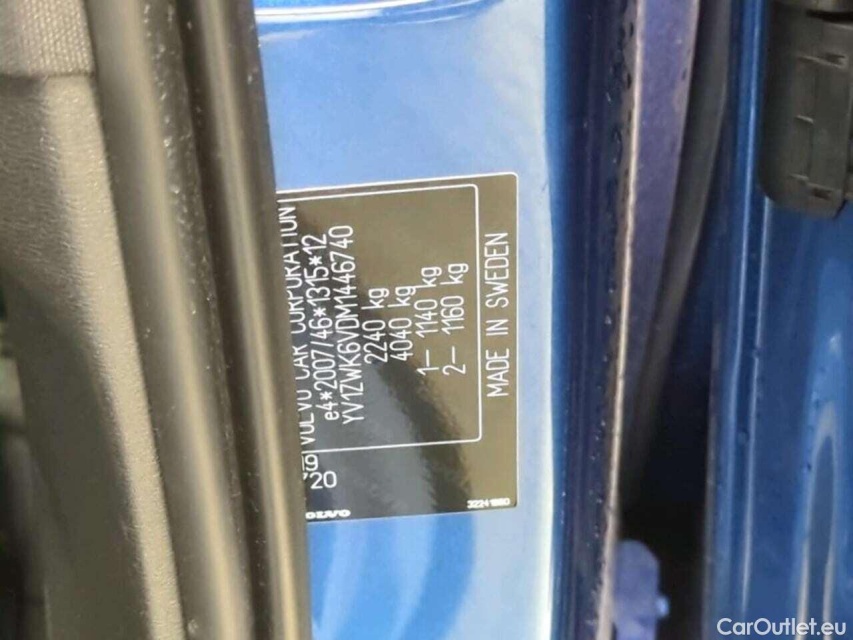 VOLVO CAR CORPORATION
e4*2007/46*1315*12
YV1ZWK6VDM1446740
2240 kg
4040 kg
1– 1140 kg
2– 1160 kg
MADE IN SWEDEN
720
VOLVO
CarOutlet.eu